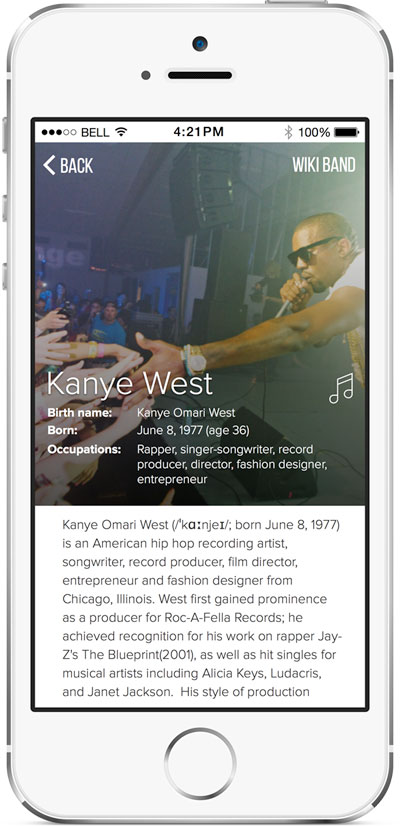 BELL 4:21PM 100%
BACK WIKI BAND
Kanye West
Birth name: Kanye Omari West
Born: June 8, 1977 (age 36)
Occupations: Rapper, singer-songwriter, record
producer, director, fashion designer,
entrepreneur
Kanye Omari West (/ˈkɑːnjeɪ/; born June 8, 1977)
is an American hip hop recording artist,
songwriter, record producer, film director,
entrepreneur and fashion designer from
Chicago, Illinois. West first gained prominence
as a producer for Roc-A-Fella Records; he
achieved recognition for his work on rapper Jay-
Z's The Blueprint(2001), as well as hit singles for
musical artists including Alicia Keys, Ludacris,
and Janet Jackson.  His style of production